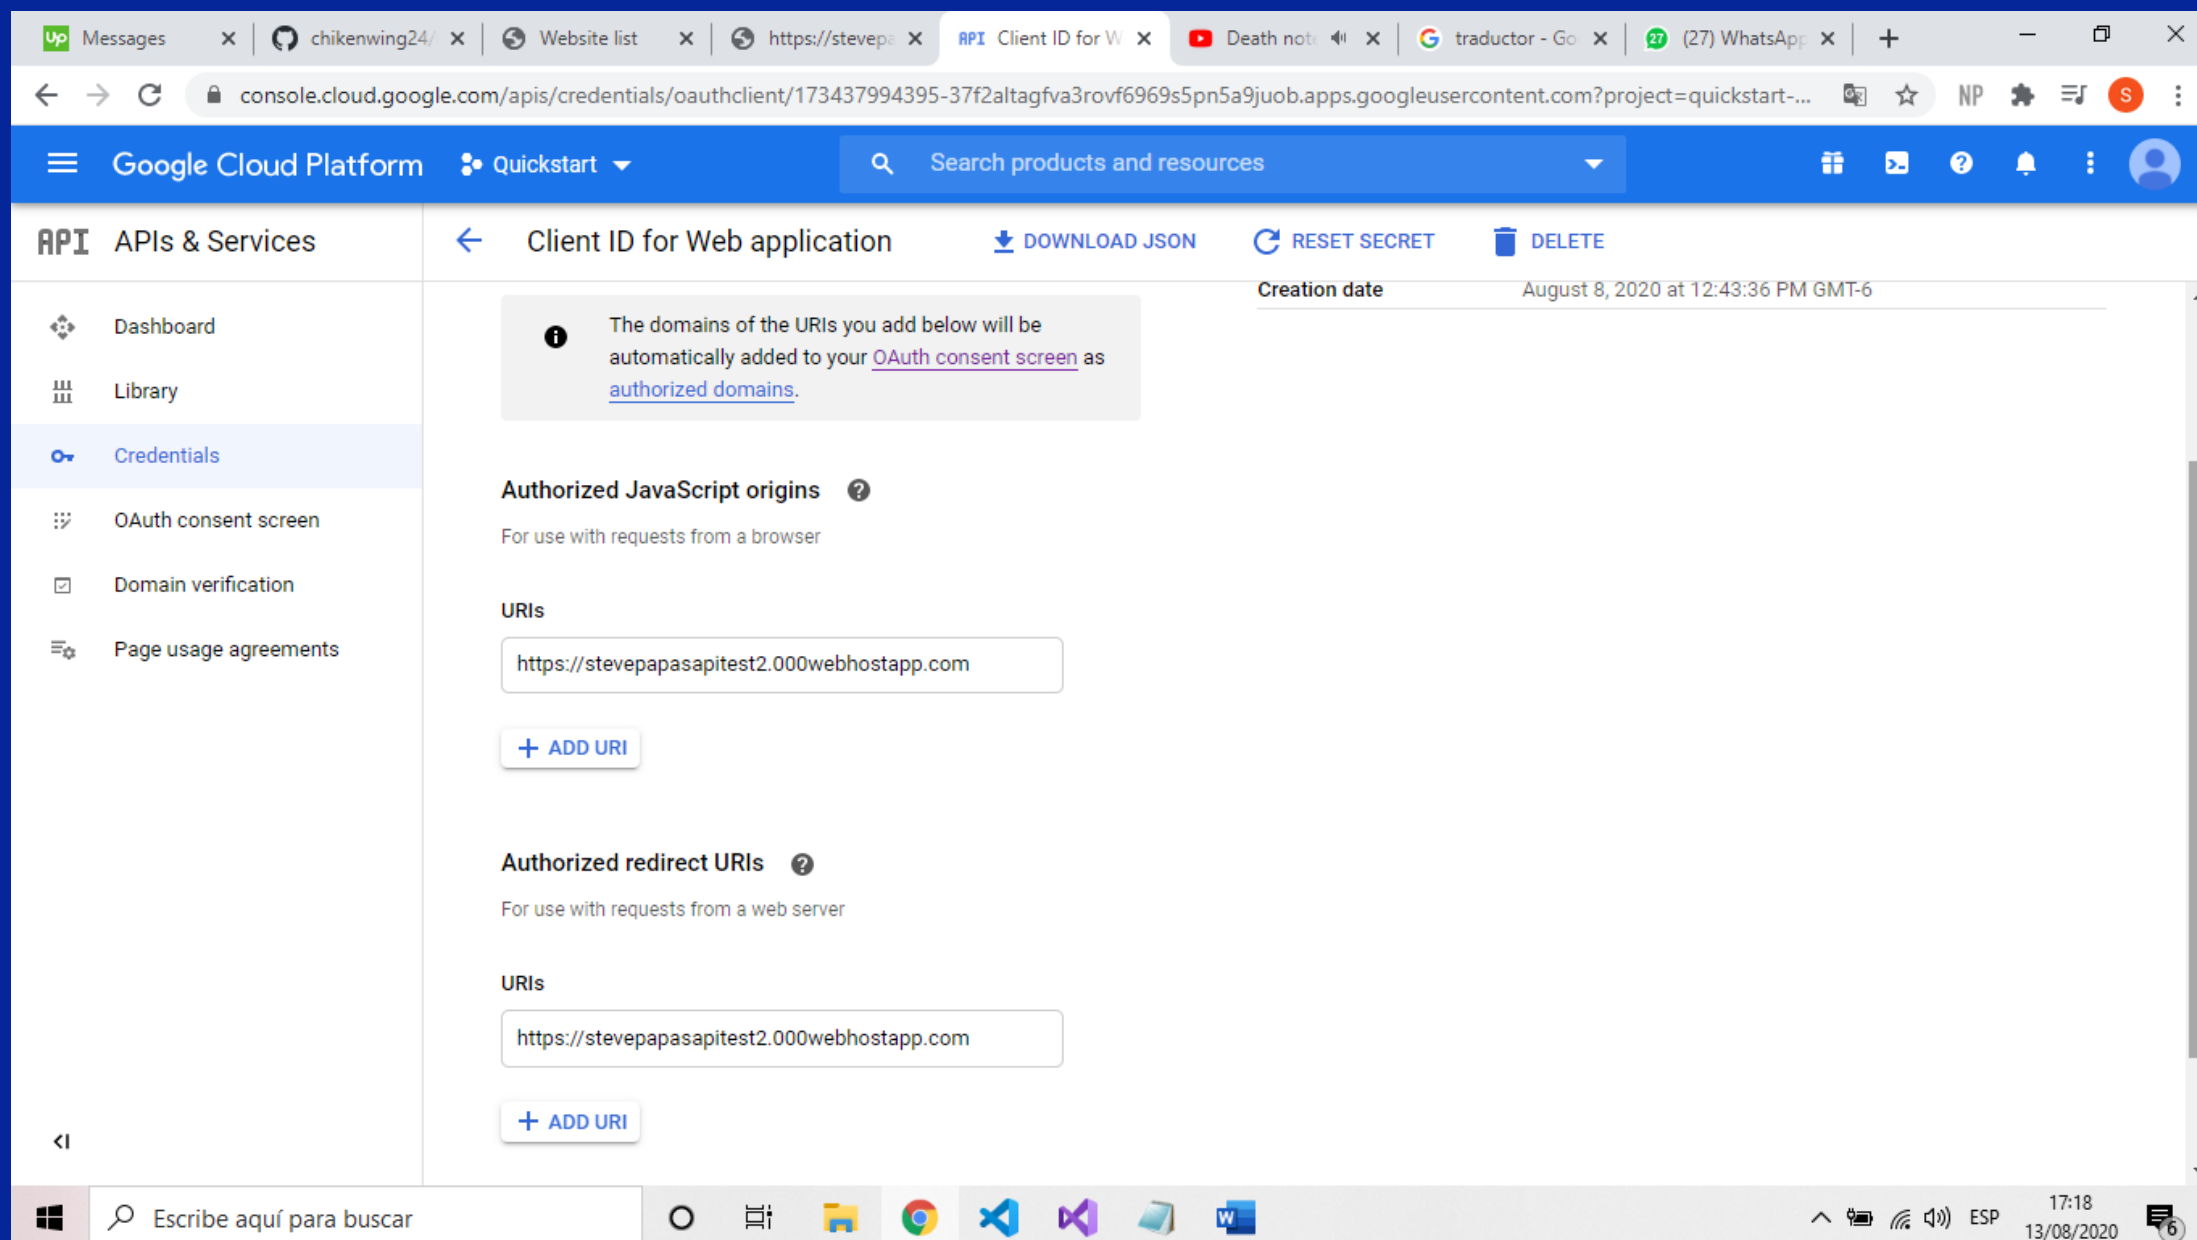 Up Messages
chikenwing24/
Website list
https://stevepa
API Client ID for W
Death note
traductor - Go
27 (27) WhatsApp
console.cloud.google.com/apis/credentials/oauthclient/173437994395-37f2altagfva3rovf6969s5pn5a9juob.apps.googleusercontent.com?project=quickstart-...
NP
S
Google Cloud Platform
Quickstart
Search products and resources
API APIs & Services
Client ID for Web application
DOWNLOAD JSON
RESET SECRET
DELETE
Dashboard
Library
Credentials
OAuth consent screen
Domain verification
Page usage agreements
Creation date
August 8, 2020 at 12:43:36 PM GMT-6
The domains of the URIs you add below will be
automatically added to your OAuth consent screen as
authorized domains.
Authorized JavaScript origins
For use with requests from a browser
URIs
https://stevepapasapitest2.000webhostapp.com
+ ADD URI
Authorized redirect URIs
For use with requests from a web server
URIs
https://stevepapasapitest2.000webhostapp.com
+ ADD URI
Escribe aquí para buscar
W
ESP
17:18
13/08/2020
6